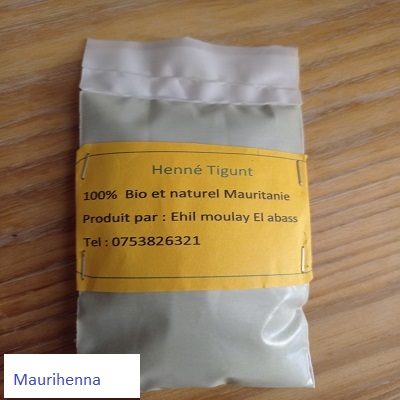 Henné Tigunt
100% Bio et naturel Mauritanie
Produit par : Ehil moulay El abass
Tel : 0753826321
Maurihenna